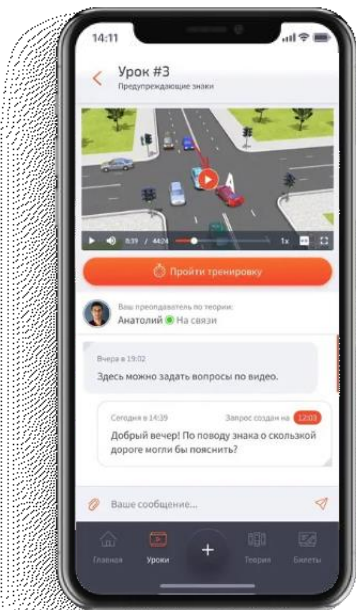 14:11
Урок #3
Предупреждающие знаки
A
8:39 / 44:24
1x
Пройти тренировку
Ваш преподаватель по теории:
Анатолий На связи
Вчера в 19:02
Здесь можно задать вопросы по видео.
Сегодня в 14:39 Запрос создан на 12:03
Добрый вечер! По поводу знака о скользкой
дороге могли бы пояснить?
Ваше сообщение...
Главная Уроки Теория Билеты